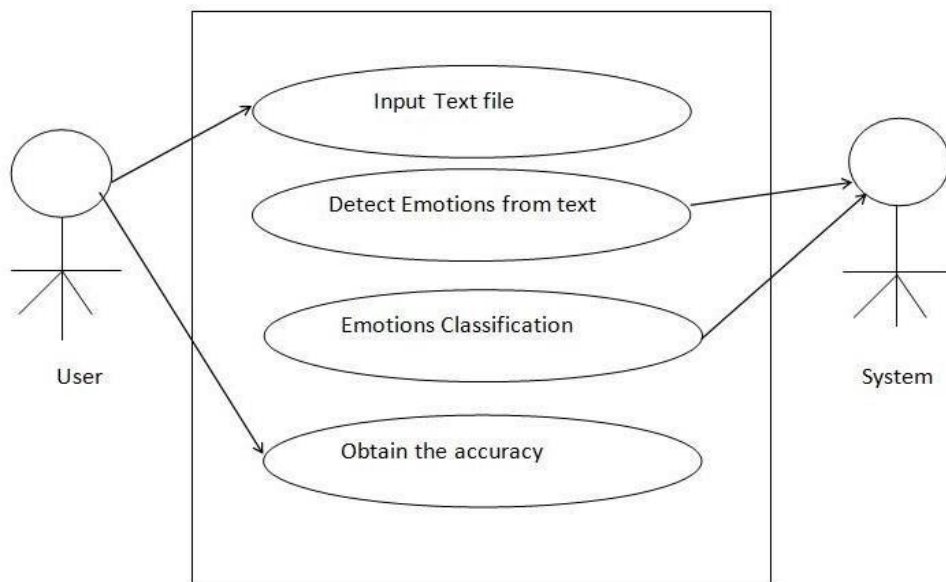 Input Text file
Detect Emotions from text
Emotions Classification
User
System
Obtain the accuracy